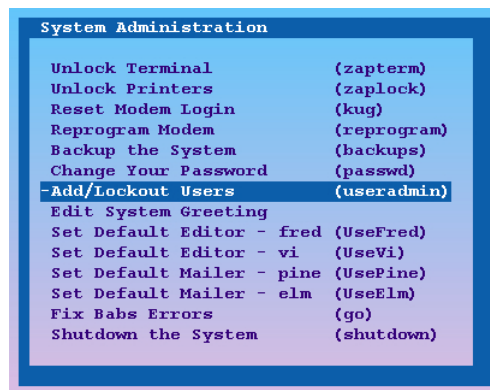 System Administration
Unlock Terminal (zapterm)
Unlock Printers (zaplock)
Reset Modem Login (kug)
Reprogram Modem (reprogram)
Backup the System (backups)
Change Your Password (passwd)
-Add/Lockout Users (useradmin)
Edit System Greeting
Set Default Editor - fred (UseFred)
Set Default Editor - vi (UseVi)
Set Default Mailer - pine (UsePine)
Set Default Mailer - elm (UseElm)
Fix Babs Errors (go)
Shutdown the System (shutdown)